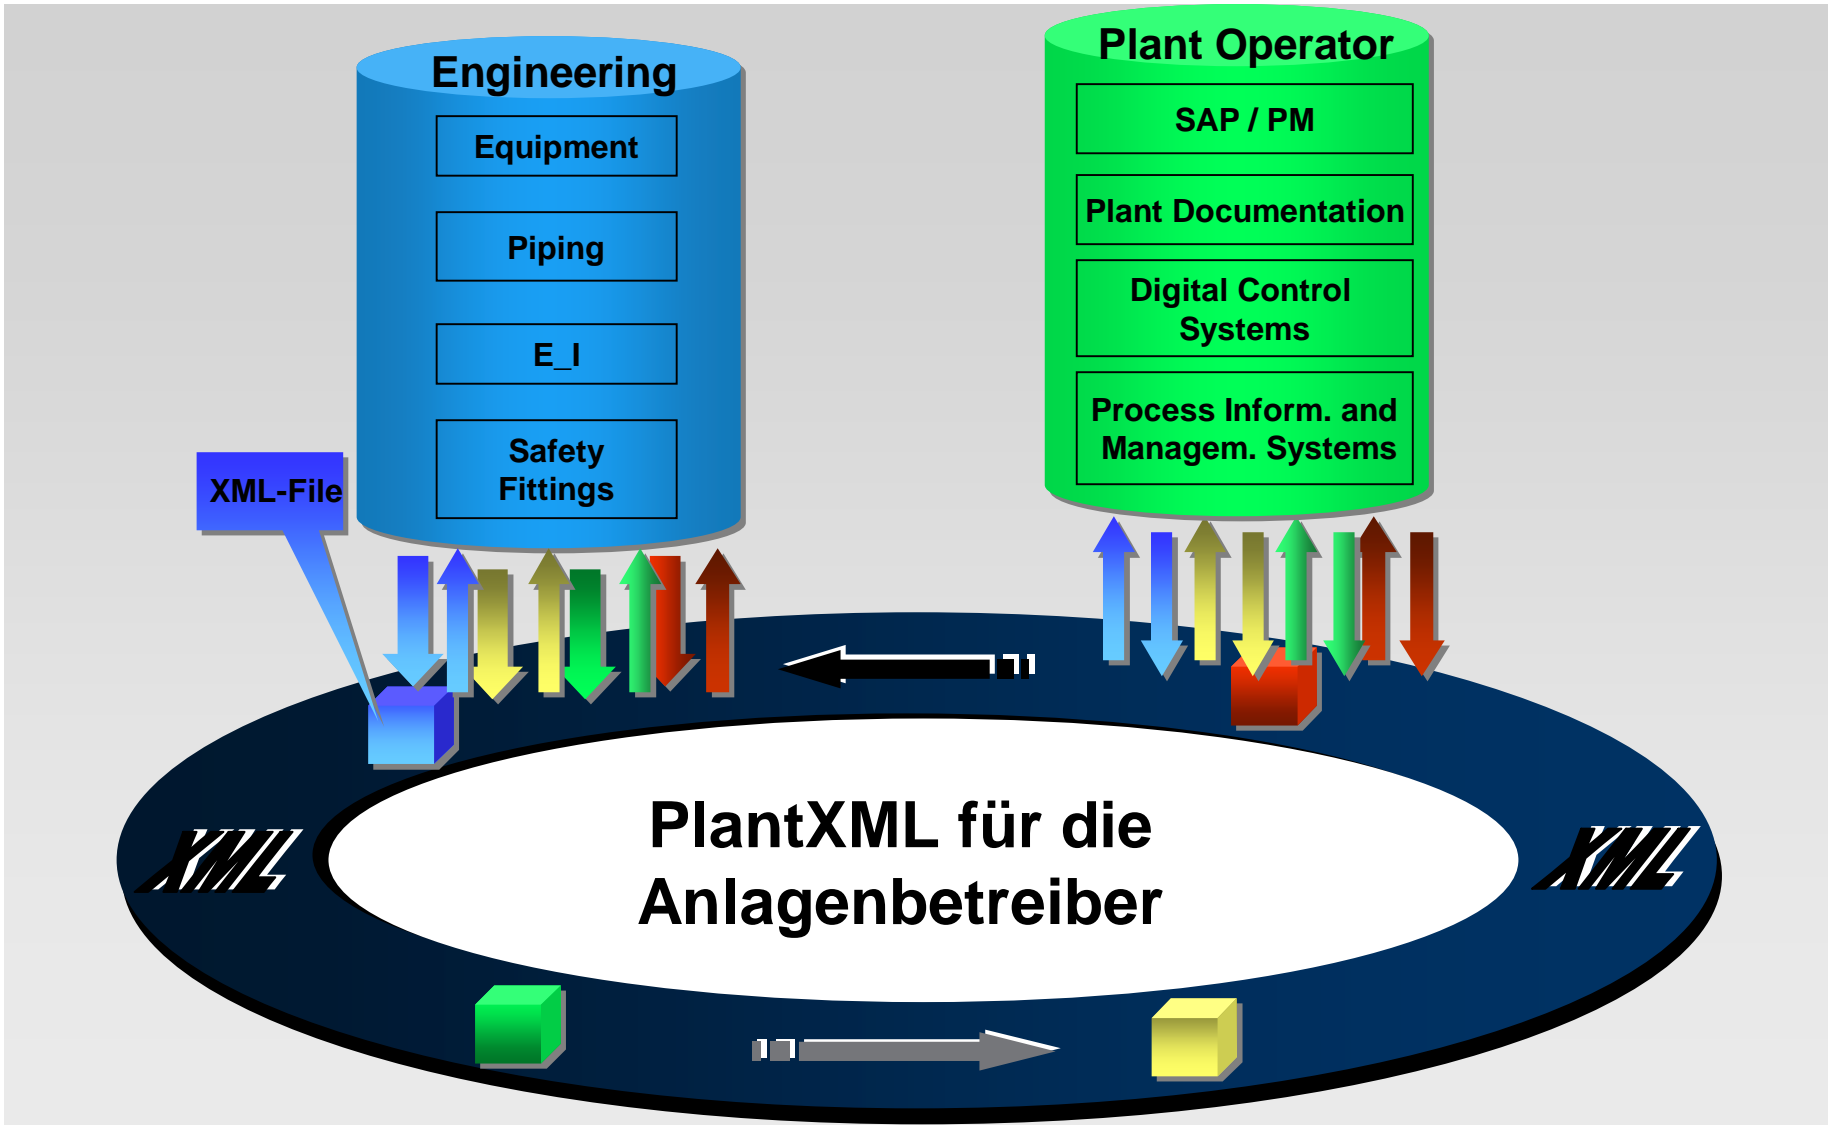 Engineering
Equipment
Piping
E_I
Safety
Fittings
Plant Operator
SAP / PM
Plant Documentation
Digital Control
Systems
Process Inform. and
Managem. Systems
XML-File
PlantXML für die
Anlagenbetreiber
XML
XML